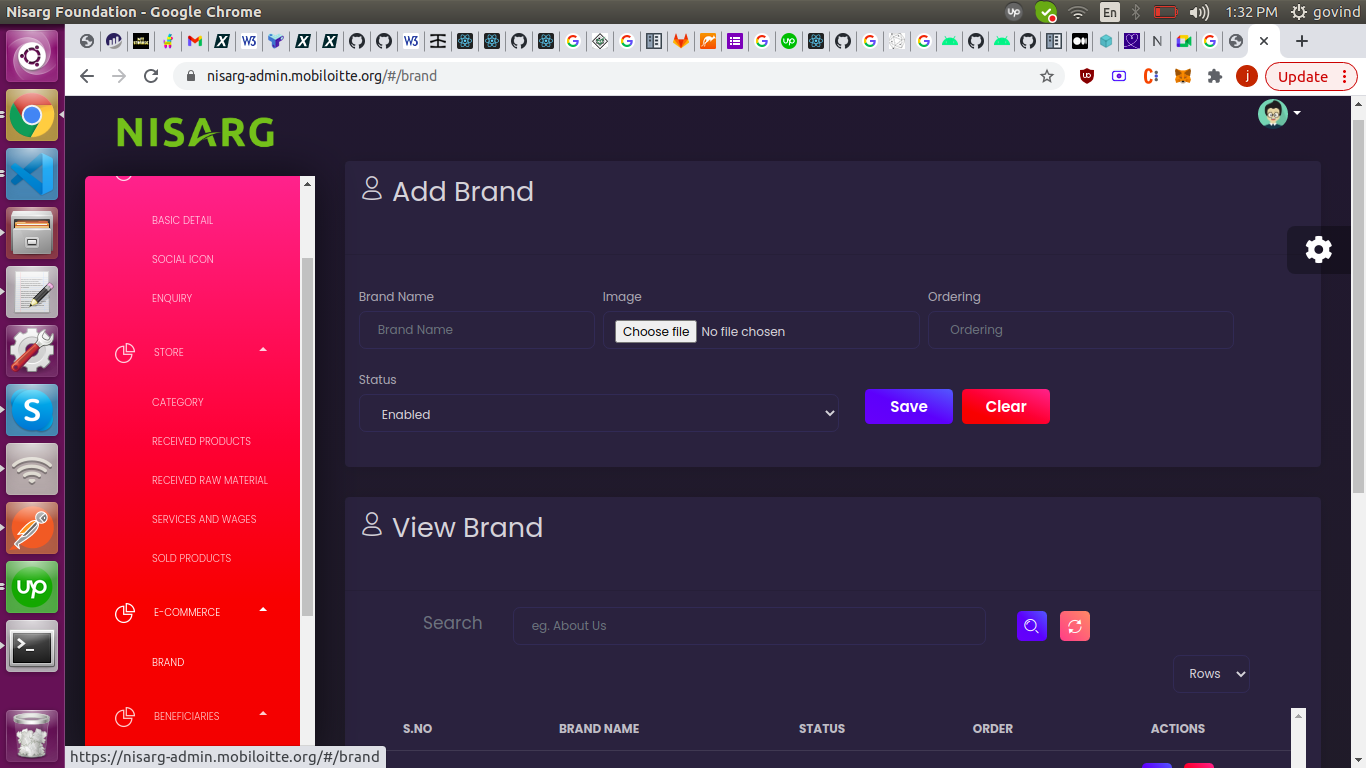 Nisarg Foundation - Google Chrome
En
1:32 PM
govind
nisarg-admin.mobiloitte.org/#/brand
Update
NISARG
BASIC DETAIL
SOCIAL ICON
ENQUIRY
STORE
CATEGORY
RECEIVED PRODUCTS
RECEIVED RAW MATERIAL
SERVICES AND WAGES
SOLD PRODUCTS
E-COMMERCE
BRAND
BENEFICIARIES
Add Brand
Brand Name
Image
Ordering
Brand Name
Choose file No file chosen
Ordering
Status
Enabled
Save
Clear
View Brand
Search
eg. About Us
Rows
S.NO BRAND NAME STATUS ORDER ACTIONS
https://nisarg-admin.mobiloitte.org/#/brand